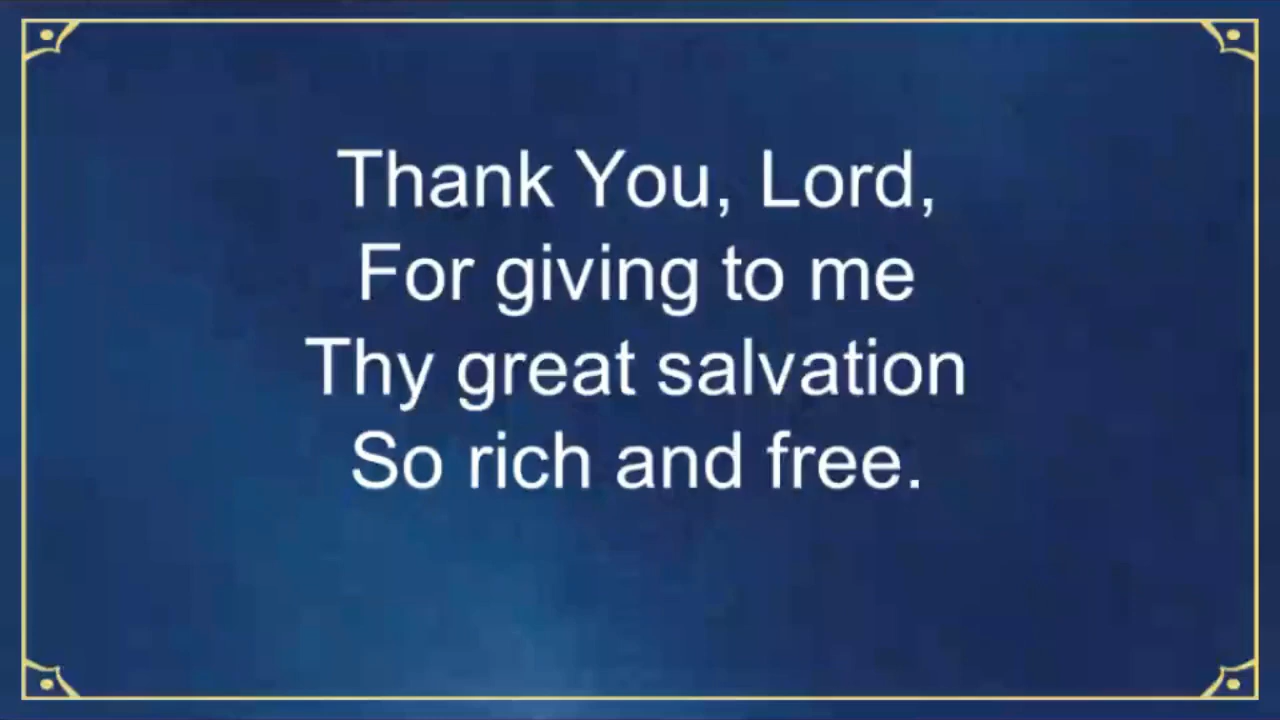 Thank You, Lord,
For giving to me
Thy great salvation
So rich and free.